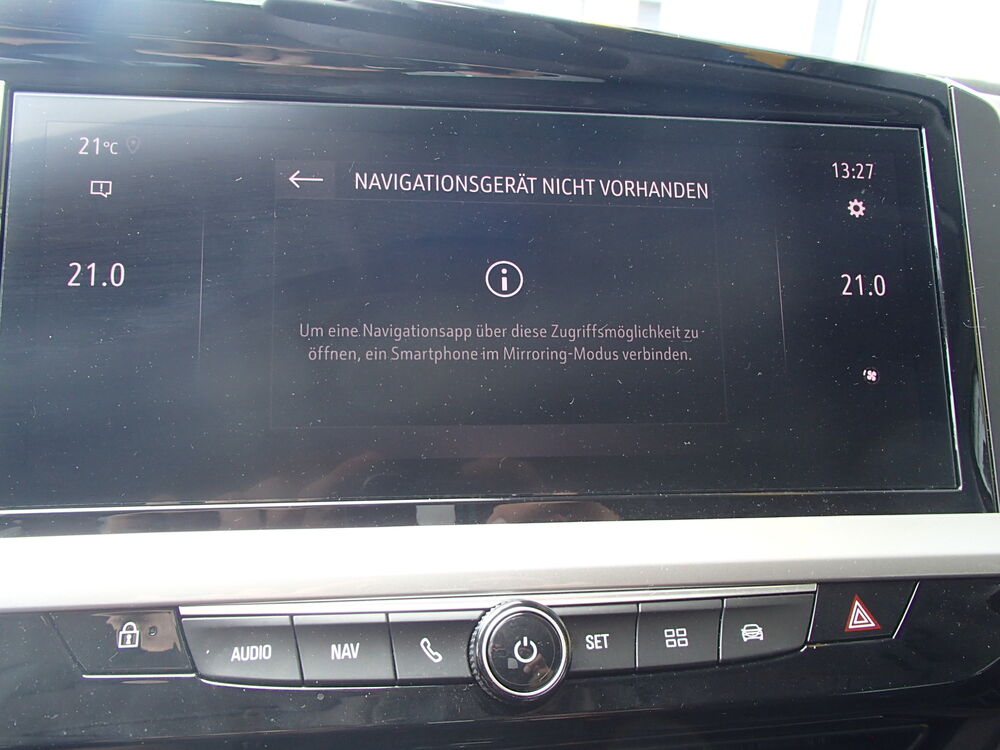 21°C
NAVIGATIONSGERÄT NICHT VORHANDEN
13:27
21.0
21.0
Um eine Navigationsapp über diese Zugriffsmöglichkeit zu
öffnen, ein Smartphone im Mirroring-Modus verbinden.
AUDIO
NAV
SET